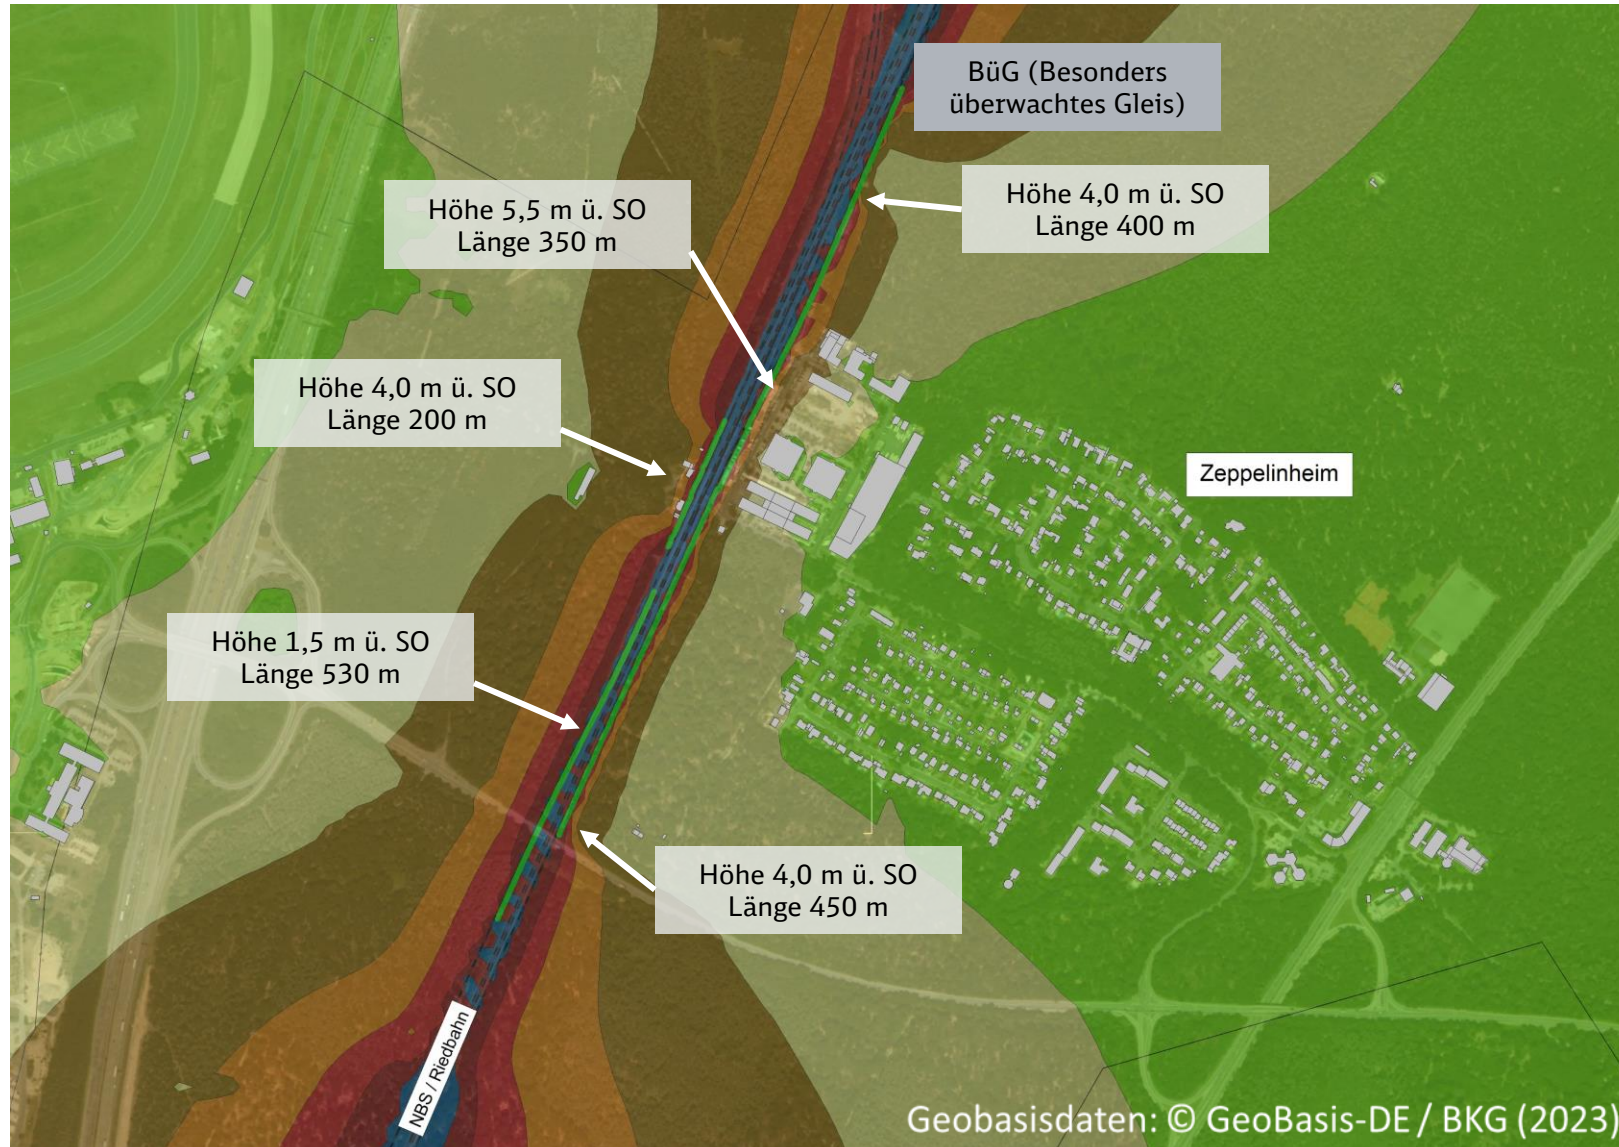 BüG (Besonders
überwachtes Gleis)
Höhe 4,0 m ü. SO
Länge 400 m
Höhe 5,5 m ü. SO
Länge 350 m
Höhe 4,0 m ü. SO
Länge 200 m
Zeppelinheim
Höhe 1,5 m ü. SO
Länge 530 m
Höhe 4,0 m ü. SO
Länge 450 m
NBS / Riedbahn
Geobasisdaten: © GeoBasis-DE / BKG (2023)